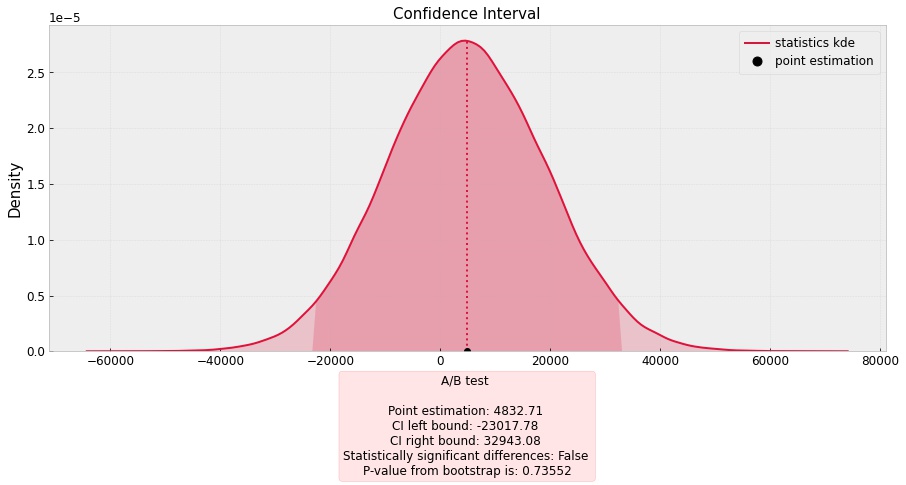 Confidence Interval
1e−5
statistics kde
point estimation
2.5
2.0
1.5
1.0
0.5
0.0
Density
−60000 −40000 −20000 0 20000 40000 60000 80000
A/B test
Point estimation: 4832.71
CI left bound: -23017.78
CI right bound: 32943.08
Statistically significant differences: False
P-value from bootstrap is: 0.73552